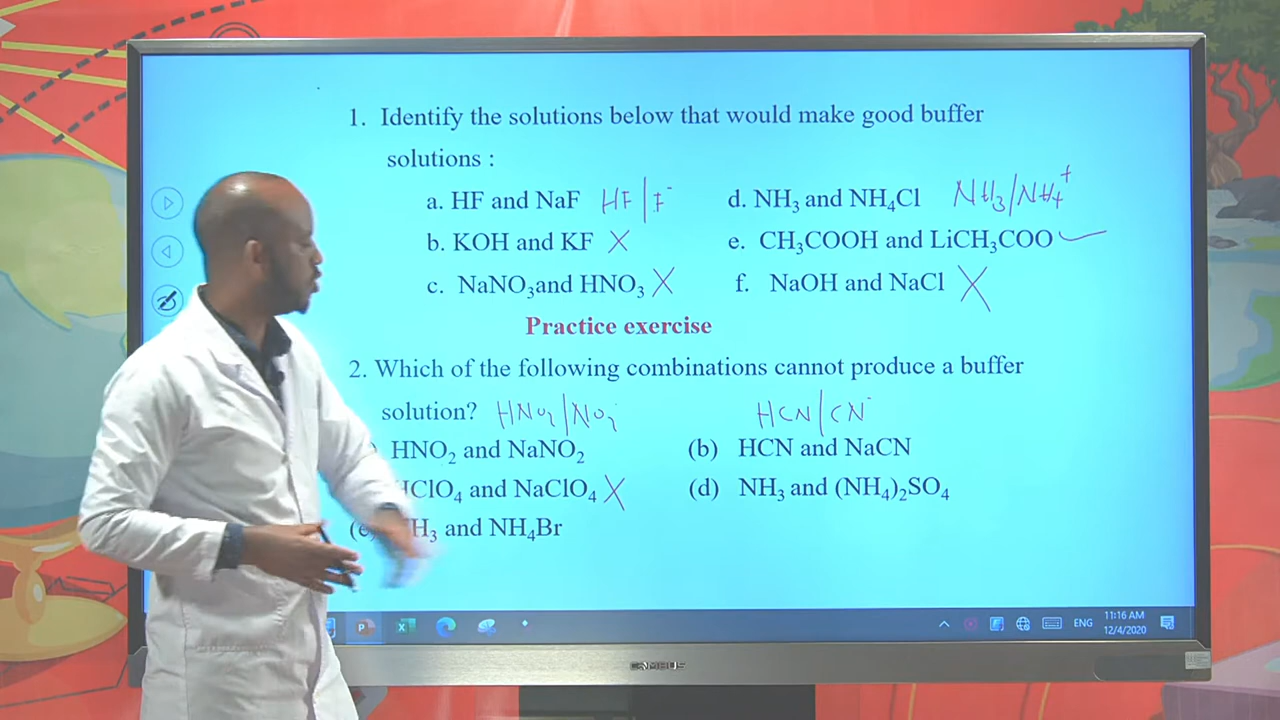 1. Identify the solutions below that would make good buffer
solutions :
a. HF and NaF HF|F⁻ d. NH₃ and NH₄Cl NH₃/NH₄⁺
b. KOH and KF X e. CH₃COOH and LiCH₃COO ✓
c. NaNO₃and HNO₃ X f. NaOH and NaCl X
Practice exercise
2. Which of the following combinations cannot produce a buffer
solution? HNO₂|NO₂⁻ HCN|CN⁻
HNO₂ and NaNO₂ (b) HCN and NaCN
HClO₄ and NaClO₄ X (d) NH₃ and (NH₄)₂SO₄
(e) NH₃ and NH₄Br
ENG
11:16 AM
12/4/2020